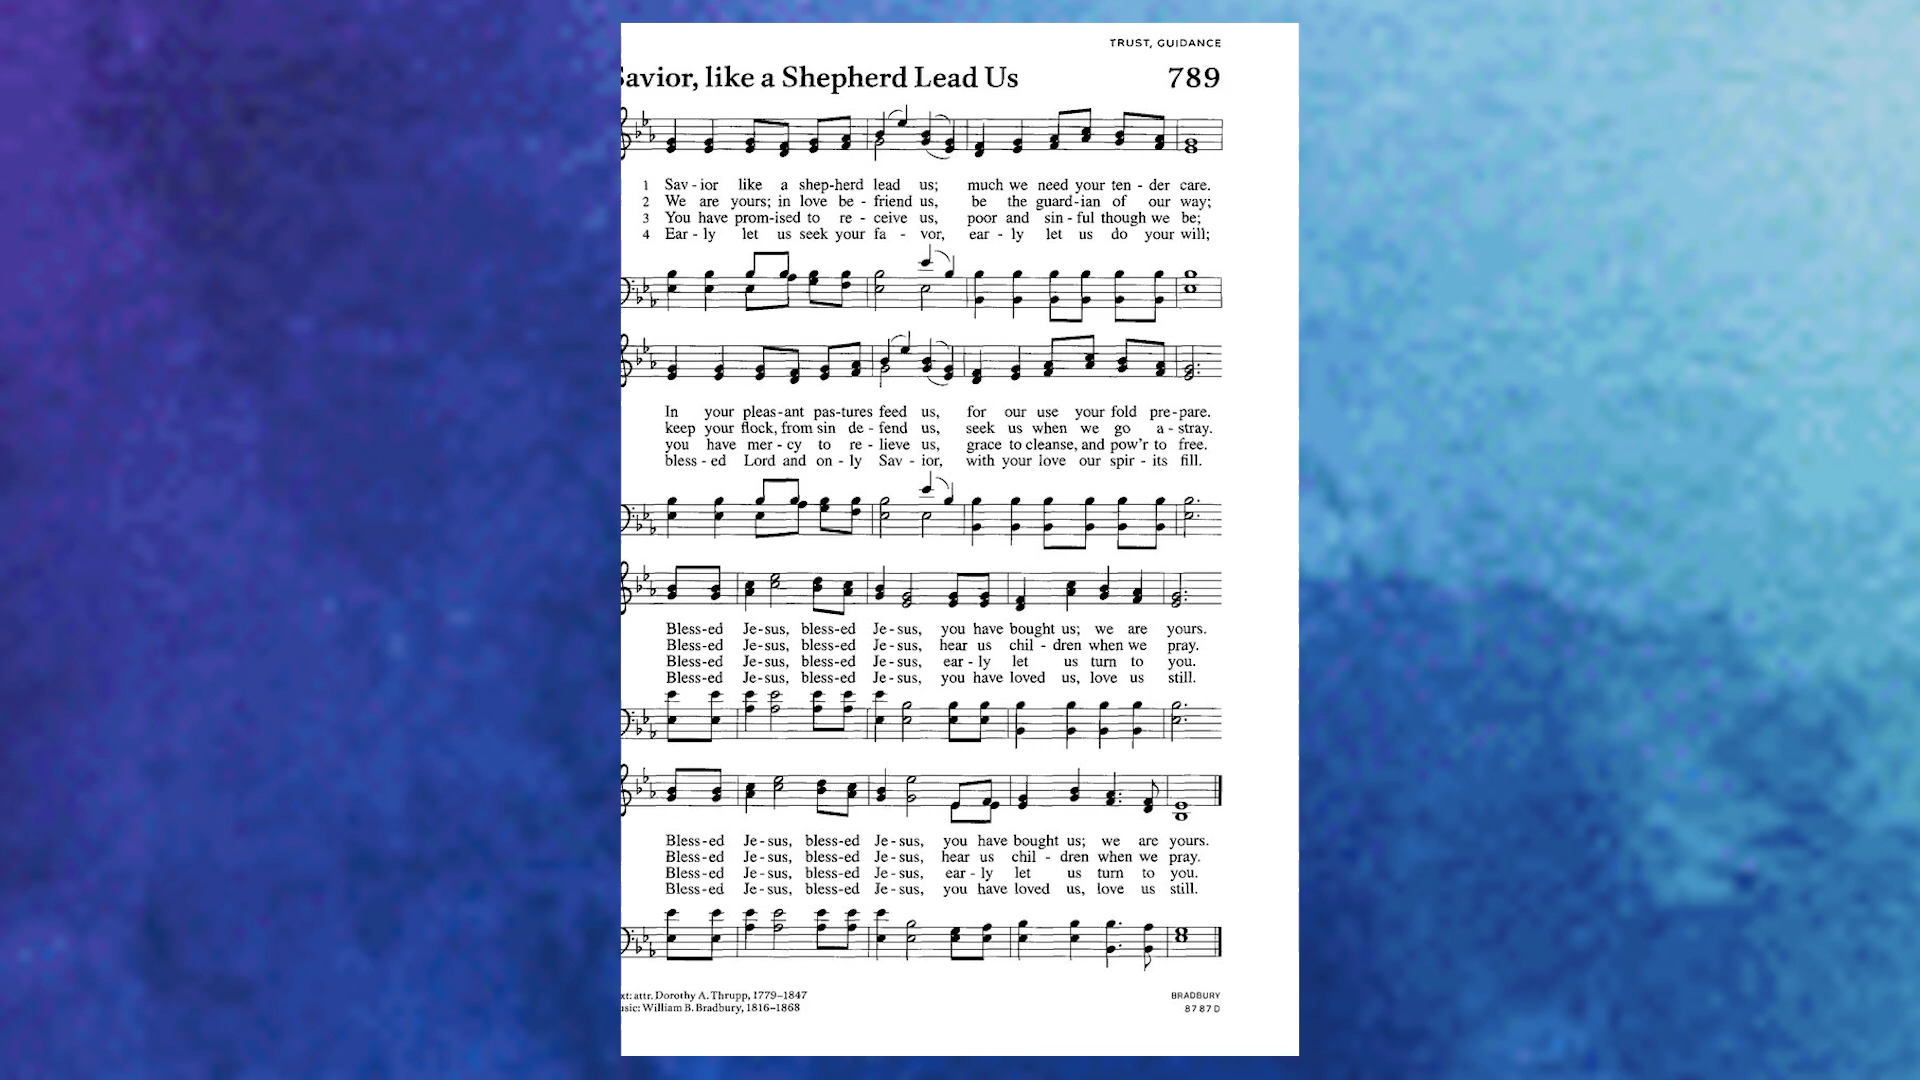 TRUST, GUIDANCE
Savior, like a Shepherd Lead Us 789
1 Sav - ior like a shep-herd lead us; much we need your ten - der care.
2 We are yours; in love be - friend us, be the guard-ian of our way;
3 You have prom-ised to re - ceive us, poor and sin - ful though we be;
4 Ear - ly let us seek your fa - vor, ear - ly let us do your will;
In your pleas-ant pas-tures feed us, for our use your fold pre-pare.
keep your flock, from sin de - fend us, seek us when we go a - stray.
you have mer - cy to re - lieve us, grace to cleanse, and pow'r to free.
bless - ed Lord and on - ly Sav - ior, with your love our spir - its fill.
Bless-ed Je-sus, bless-ed Je-sus, you have bought us; we are yours.
Bless-ed Je-sus, bless-ed Je-sus, hear us chil - dren when we pray.
Bless-ed Je-sus, bless-ed Je-sus, ear - ly let us turn to you.
Bless-ed Je-sus, bless-ed Je-sus, you have loved us, love us still.
Bless-ed Je-sus, bless-ed Je-sus, you have bought us; we are yours.
Bless-ed Je-sus, bless-ed Je-sus, hear us chil - dren when we pray.
Bless-ed Je-sus, bless-ed Je-sus, ear - ly let us turn to you.
Bless-ed Je-sus, bless-ed Je-sus, you have loved us, love us still.
xt: attr. Dorothy A. Thrupp, 1779–1847 BRADBURY
usic: William B. Bradbury, 1816–1868 8 7 8 7 D